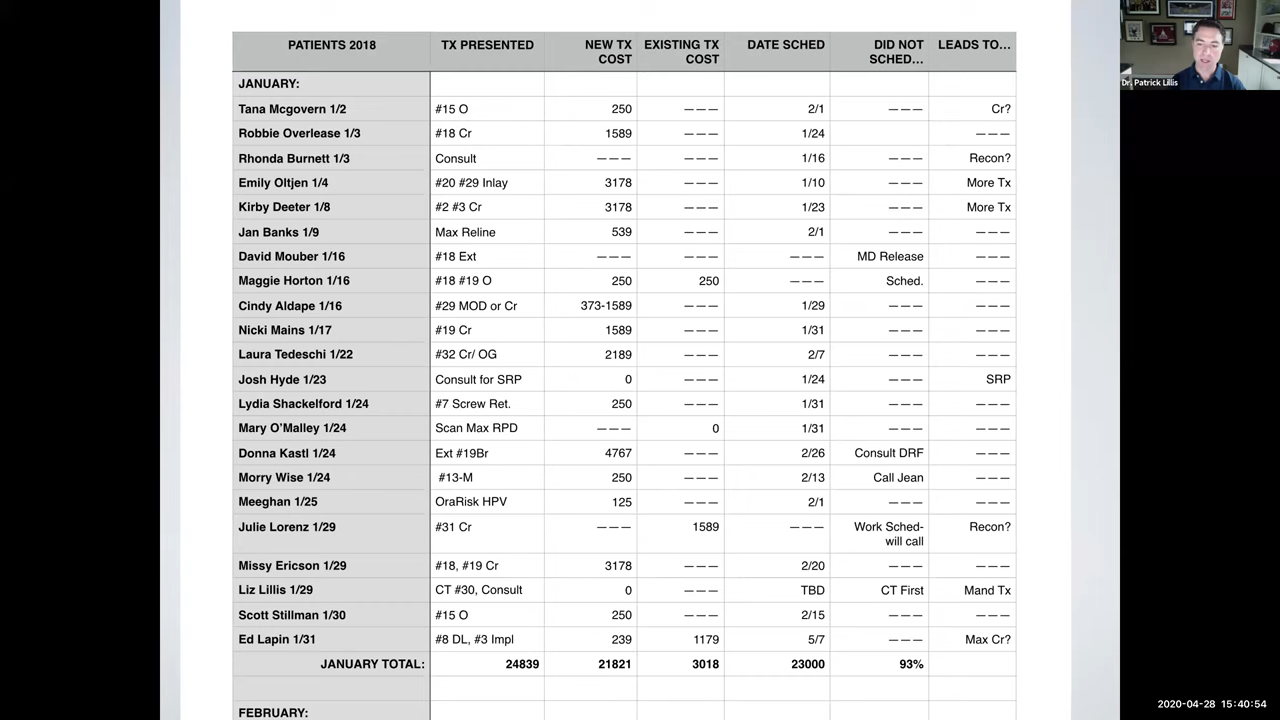 PATIENTS 2018 TX PRESENTED NEW TX COST EXISTING TX COST DATE SCHED DID NOT SCHED... LEADS TO...
JANUARY:
Tana Mcgovern 1/2 #15 O 250 ——— 2/1 Cr?
Robbie Overlease 1/3 #18 Cr 1589 ——— 1/24 ———
Rhonda Burnett 1/3 Consult ——— ——— 1/16 ——— Recon?
Emily Oltjen 1/4 #20 #29 Inlay 3178 ——— 1/10 ——— More Tx
Kirby Deeter 1/8 #2 #3 Cr 3178 ——— 1/23 ——— More Tx
Jan Banks 1/9 Max Reline 539 ——— 2/1 ——— ———
David Mouber 1/16 #18 Ext ——— ——— ——— MD Release ———
Maggie Horton 1/16 #18 #19 O 250 250 ——— Sched. ———
Cindy Aldape 1/16 #29 MOD or Cr 373-1589 ——— 1/29 ——— ———
Nicki Mains 1/17 #19 Cr 1589 ——— 1/31 ——— ———
Laura Tedeschi 1/22 #32 Cr/ OG 2189 ——— 2/7 ——— ———
Josh Hyde 1/23 Consult for SRP 0 ——— 1/24 ——— SRP
Lydia Shackelford 1/24 #7 Screw Ret. 250 ——— 1/31 ——— ———
Mary O’Malley 1/24 Scan Max RPD ——— 0 1/31 ——— ———
Donna Kastl 1/24 Ext #19Br 4767 ——— 2/26 Consult DRF ———
Morry Wise 1/24 #13-M 250 ——— 2/13 Call Jean ———
Meeghan 1/25 OraRisk HPV 125 ——— 2/1 ——— ———
Julie Lorenz 1/29 #31 Cr ——— 1589 ——— Work Sched- will call Recon?
Missy Ericson 1/29 #18, #19 Cr 3178 ——— 2/20 ——— ———
Liz Lillis 1/29 CT #30, Consult 0 ——— TBD CT First Mand Tx
Scott Stillman 1/30 #15 O 250 ——— 2/15 ——— ———
Ed Lapin 1/31 #8 DL, #3 Impl 239 1179 5/7 ——— Max Cr?
JANUARY TOTAL: 24839 21821 3018 23000 93%
FEBRUARY:
Dr. Patrick Lillis
2020-04-28 15:40:54